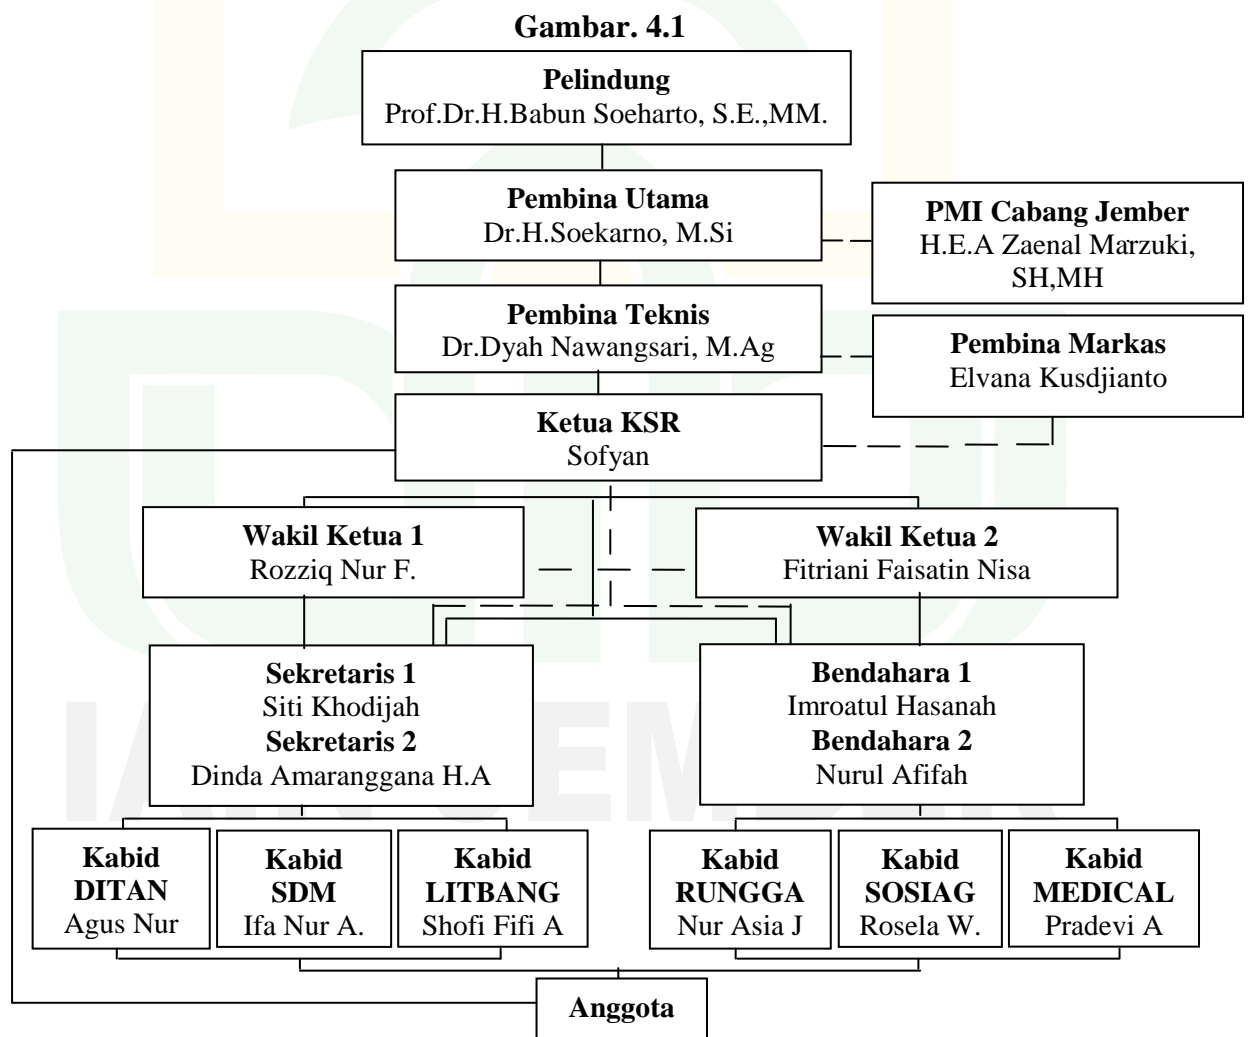 Gambar. 4.1
Pelindung
Prof.Dr.H.Babun Soeharto, S.E.,MM.
Pembina Utama
Dr.H.Soekarno, M.Si
PMI Cabang Jember
H.E.A Zaenal Marzuki,
SH,MH
Pembina Teknis
Dr.Dyah Nawangsari, M.Ag
Pembina Markas
Elvana Kusdjianto
Ketua KSR
Sofyan
Wakil Ketua 1
Rozziq Nur F.
Wakil Ketua 2
Fitriani Faisatin Nisa
Sekretaris 1
Siti Khodijah
Sekretaris 2
Dinda Amaranggana H.A
Bendahara 1
Imroatul Hasanah
Bendahara 2
Nurul Afifah
Kabid
DITAN
Agus Nur
Kabid
SDM
Ifa Nur A.
Kabid
LITBANG
Shofi Fifi A
Kabid
RUNGGA
Nur Asia J
Kabid
SOSIAG
Rosela W.
Kabid
MEDICAL
Pradevi A
Anggota
IAIN JEMBER